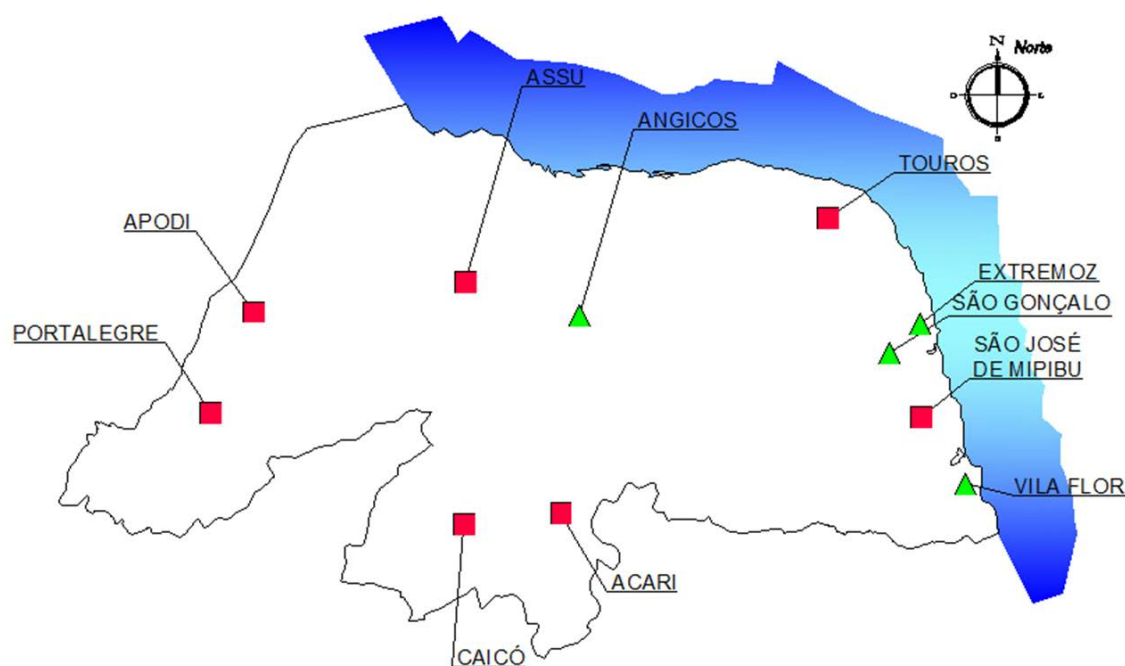 ASSU
N
Norte
ANGICOS
TOUROS
APODI
EXTREMOZ
SÃO GONÇALO
PORTALEGRE
SÃO JOSÉ
DE MIPIBU
VILA FLOR
ACARI
CAICÓ